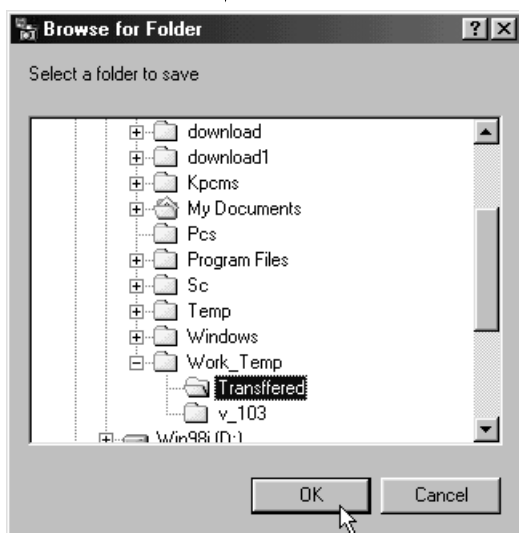 Browse for Folder
Select a folder to save
download
download1
Kpcms
My Documents
Pcs
Program Files
Sc
Temp
Windows
Work_Temp
Transffered
v_103
Win98i (D:)
OK Cancel